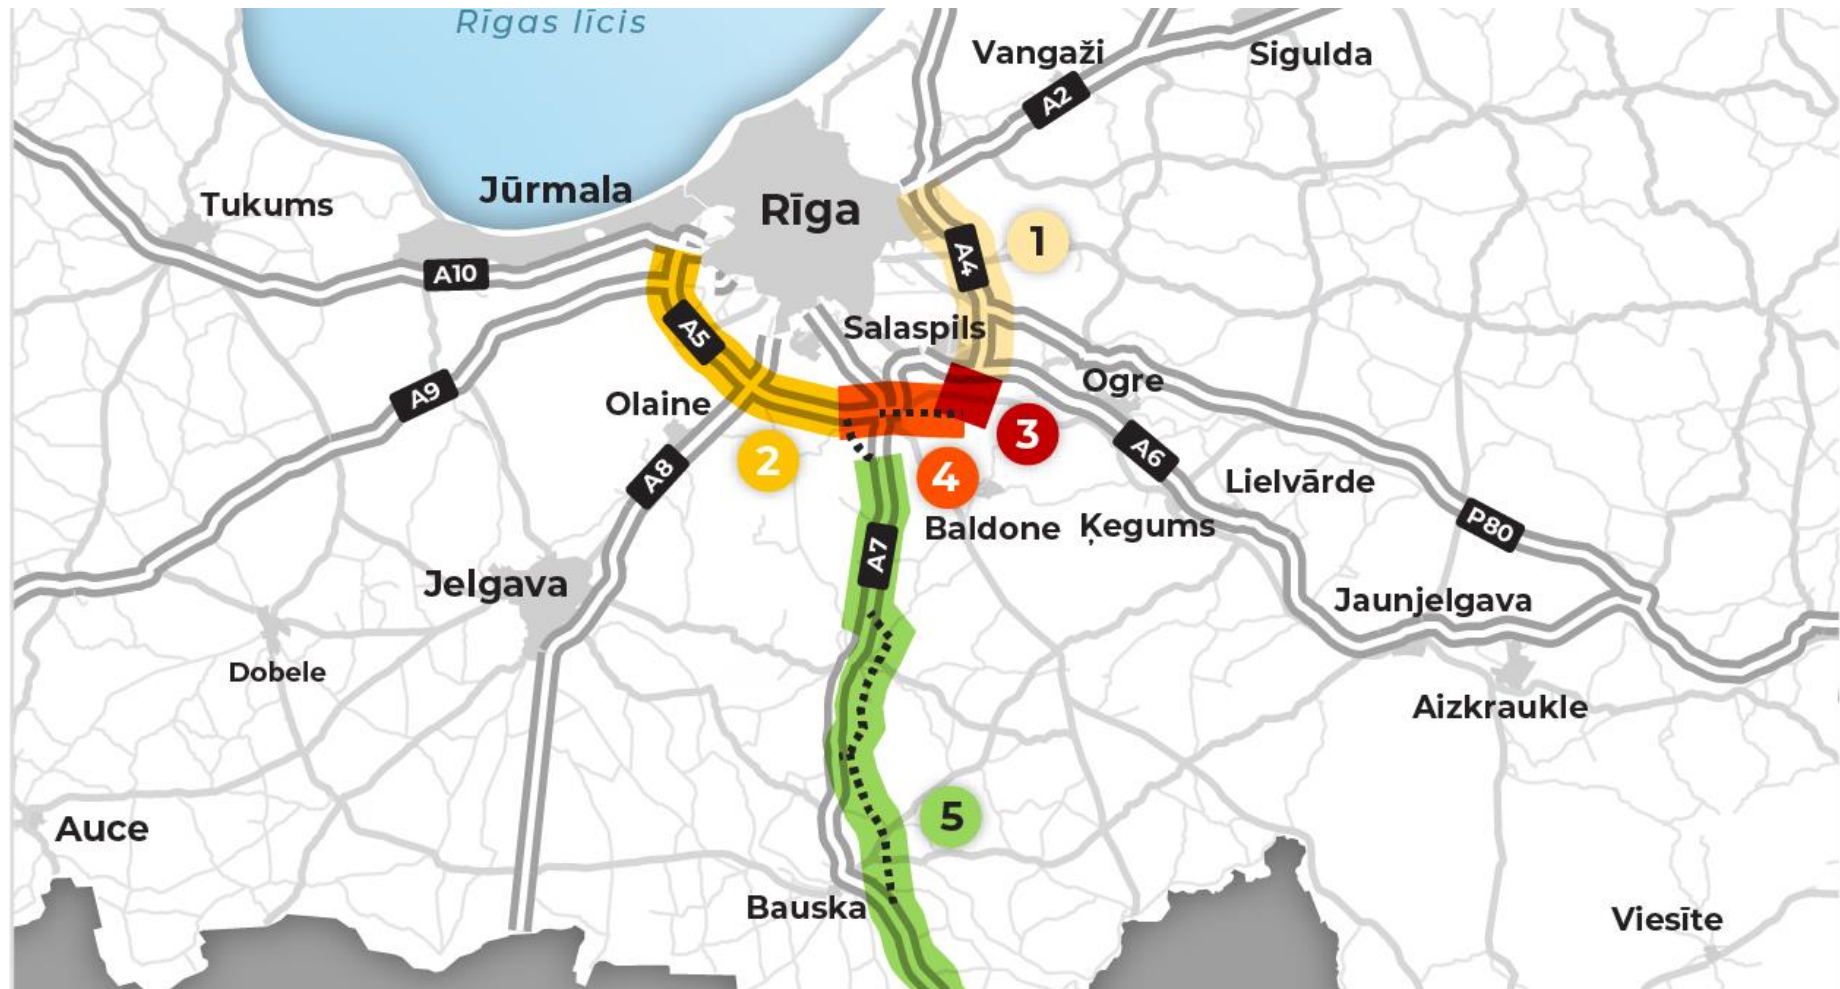 Rīgas līcis
Vangaži
Sigulda
A2
Tukums
Jūrmala
Rīga
1
A4
A10
A5
Salaspils
A9
Olaine
Ogre
2
3
4
A8
A6
Lielvārde
P80
Baldone
Ķegums
A7
Jelgava
Jaunjelgava
Dobele
Aizkraukle
5
Auce
Bauska
Viesīte